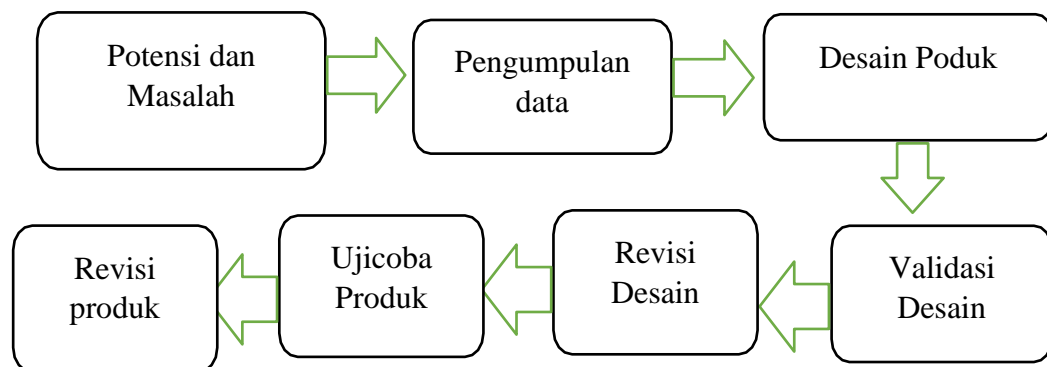 Potensi dan
Masalah
Pengumpulan
data
Desain Poduk
Validasi
Desain
Revisi
Desain
Ujicoba
Produk
Revisi
produk